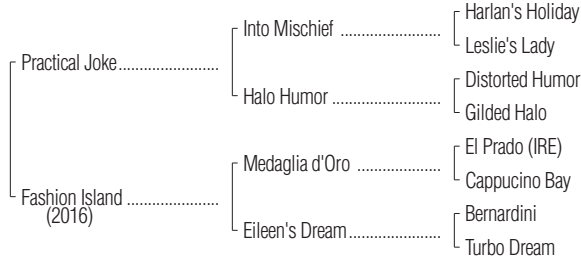 Harlan's Holiday
Into Mischief
Leslie's Lady
Practical Joke
Distorted Humor
Halo Humor
Gilded Halo
El Prado (IRE)
Medaglia d'Oro
Cappucino Bay
Fashion Island
(2016)
Bernardini
Eileen's Dream
Turbo Dream